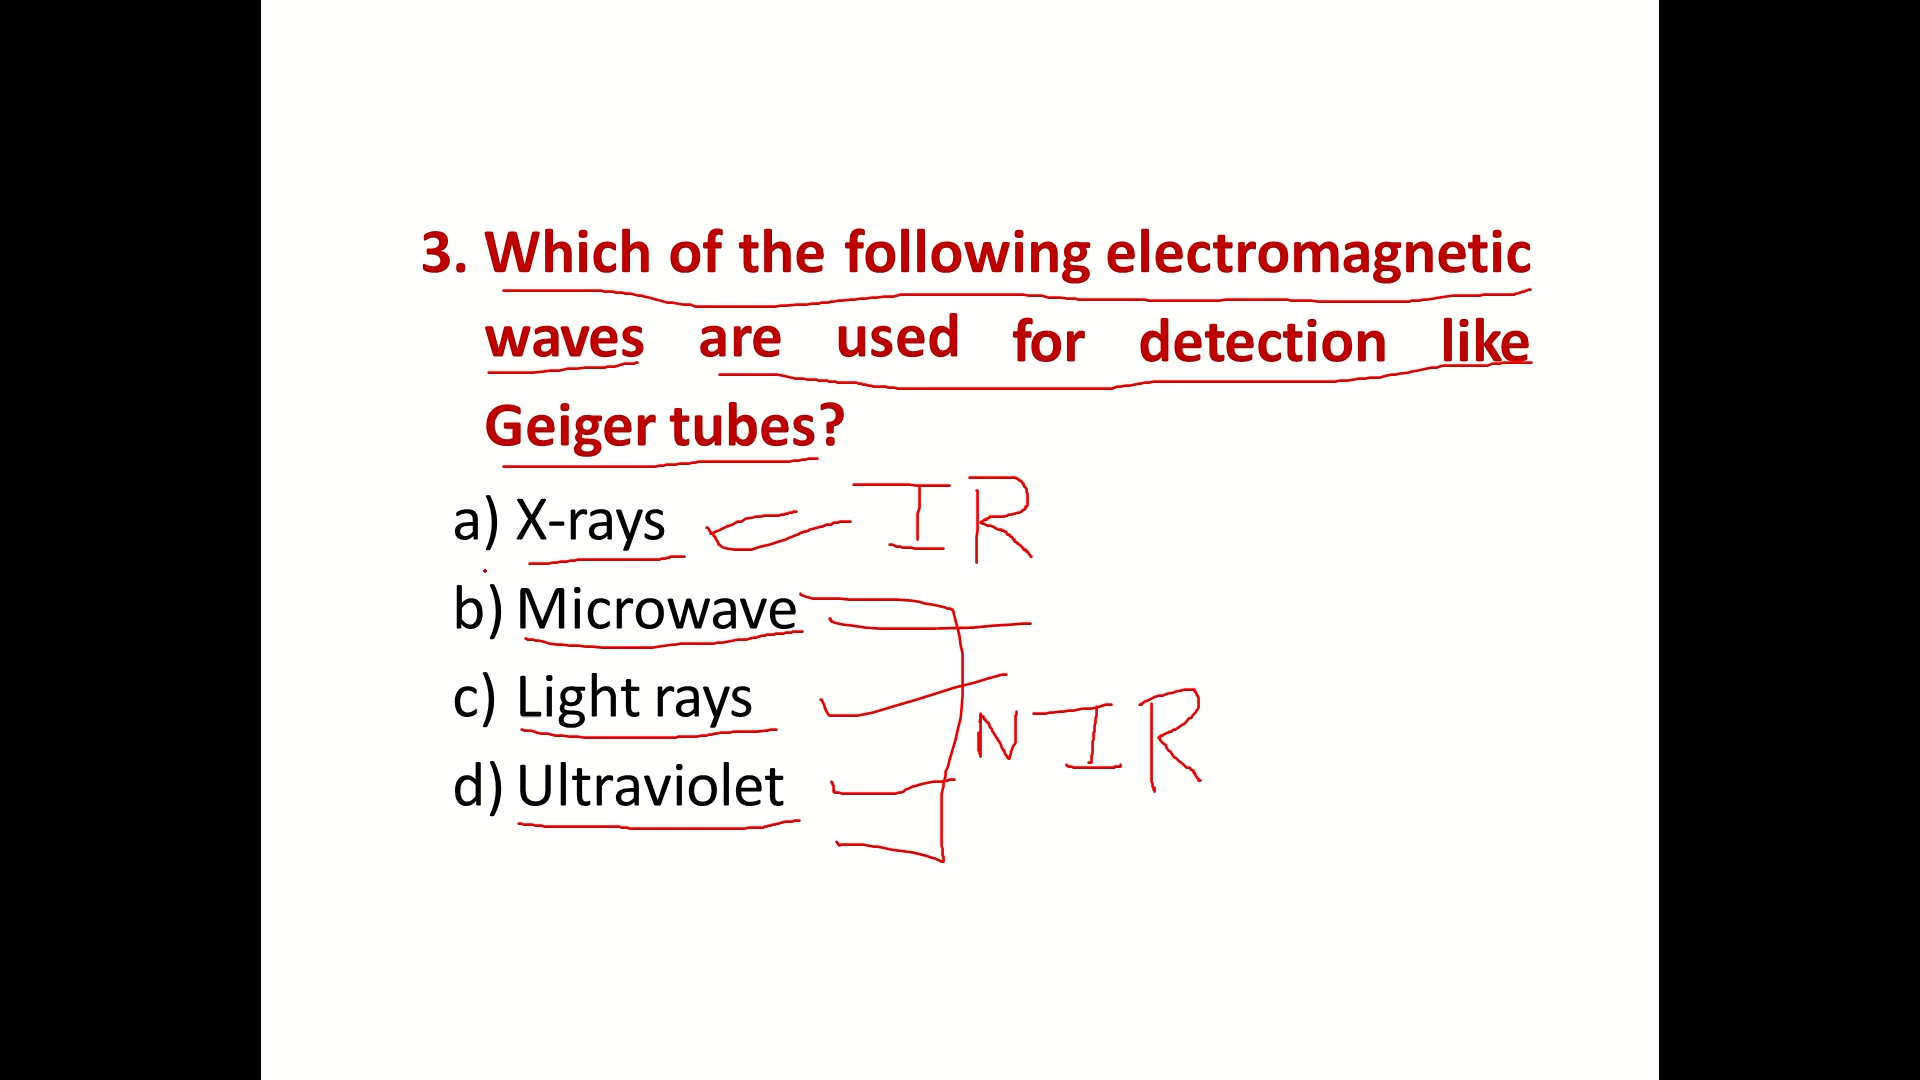 3. Which of the following electromagnetic
waves are used for detection like
Geiger tubes?
a) X-rays IR
b) Microwave
c) Light rays
NIR
d) Ultraviolet